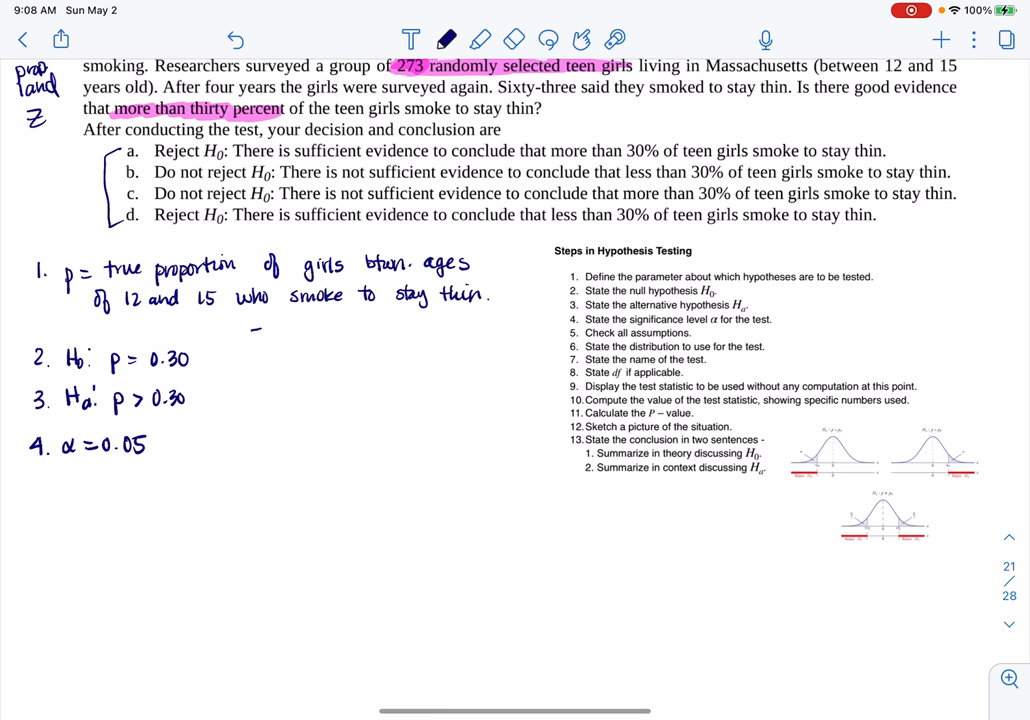 9:08 AM Sun May 2
100%
smoking. Researchers surveyed a group of 273 randomly selected teen girls living in Massachusetts (between 12 and 15
years old). After four years the girls were surveyed again. Sixty-three said they smoked to stay thin. Is there good evidence
that more than thirty percent of the teen girls smoke to stay thin?
After conducting the test, your decision and conclusion are
a. Reject H0: There is sufficient evidence to conclude that more than 30% of teen girls smoke to stay thin.
b. Do not reject H0: There is not sufficient evidence to conclude that less than 30% of teen girls smoke to stay thin.
c. Do not reject H0: There is not sufficient evidence to conclude that more than 30% of teen girls smoke to stay thin.
d. Reject H0: There is sufficient evidence to conclude that less than 30% of teen girls smoke to stay thin.
prop
1 and
Z
1. p = true proportion of girls btwn. ages
of 12 and 15 who smoke to stay thin.
2. Ho: p = 0.30
3. Ha: p > 0.30
4. α = 0.05
Steps in Hypothesis Testing
1. Define the parameter about which hypotheses are to be tested.
2. State the null hypothesis H0.
3. State the alternative hypothesis Ha.
4. State the significance level α for the test.
5. Check all assumptions.
6. State the distribution to use for the test.
7. State the name of the test.
8. State df if applicable.
9. Display the test statistic to be used without any computation at this point.
10. Compute the value of the test statistic, showing specific numbers used.
11. Calculate the P – value.
12. Sketch a picture of the situation.
13. State the conclusion in two sentences -
1. Summarize in theory discussing H0.
2. Summarize in context discussing Ha.
21
/
28